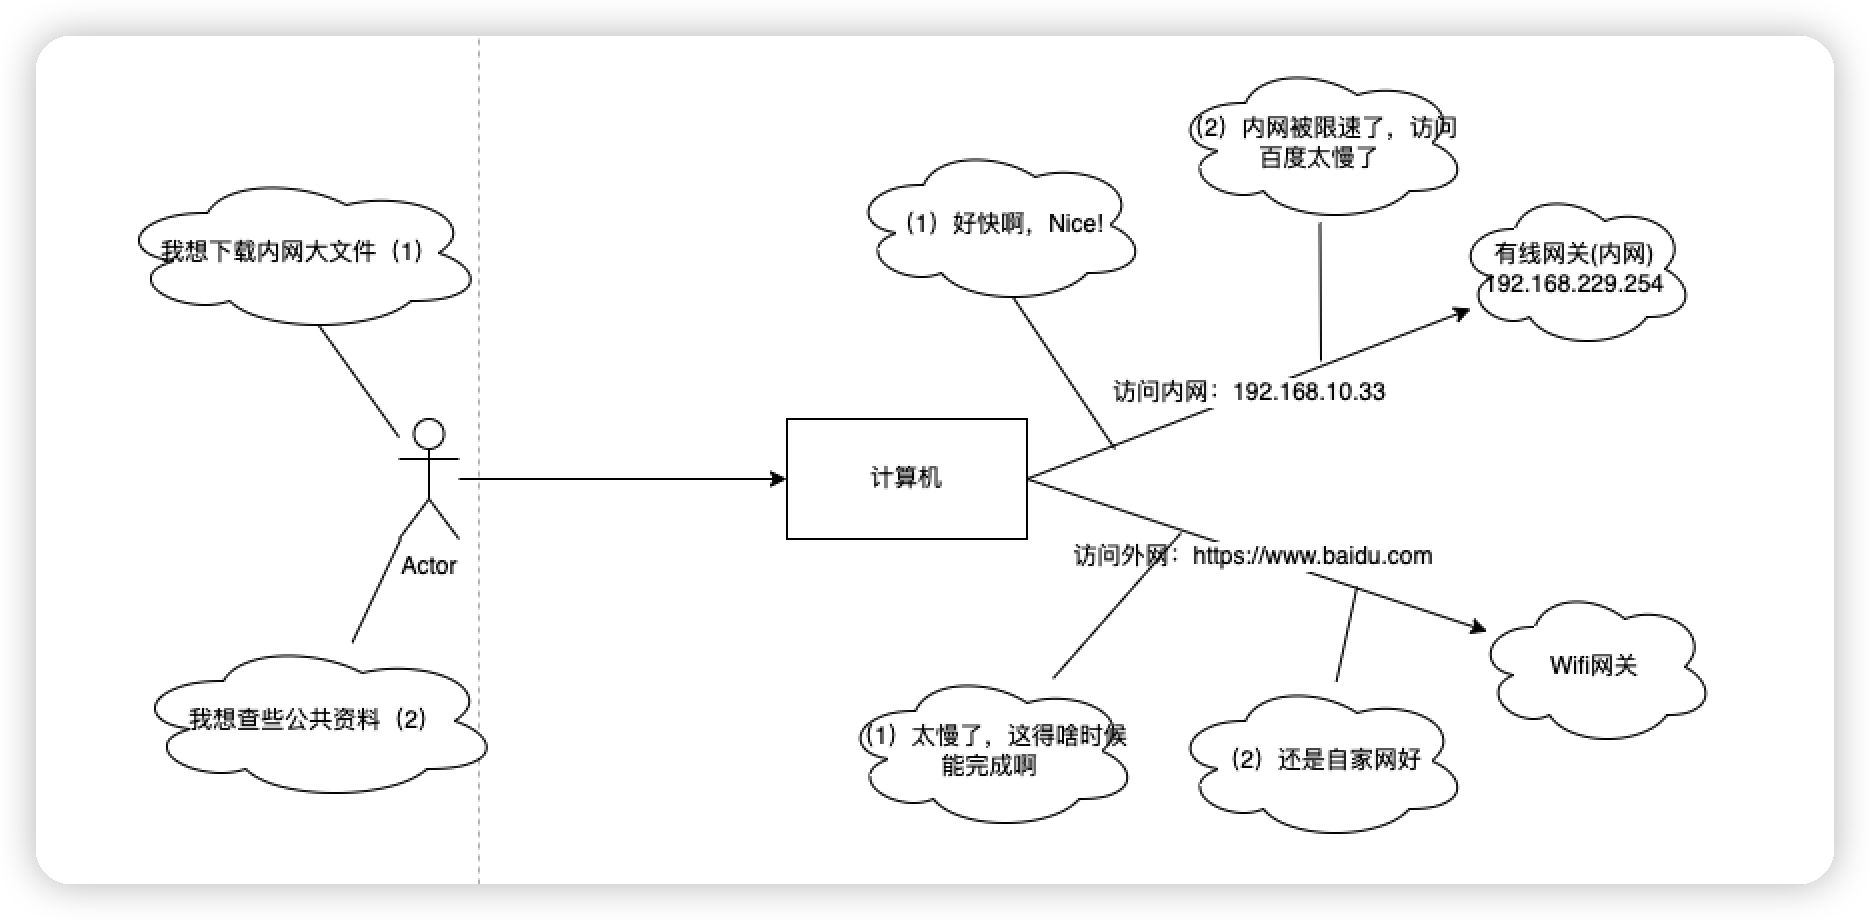 我想下载内网大文件（1）
Actor
我想查些公共资料（2）
计算机
（1）好快啊，Nice!
（2）内网被限速了，访问
百度太慢了
有线网关(内网)
192.168.229.254
访问内网：192.168.10.33
访问外网：https://www.baidu.com
（1）太慢了，这得啥时候
能完成啊
（2）还是自家网好
Wifi网关